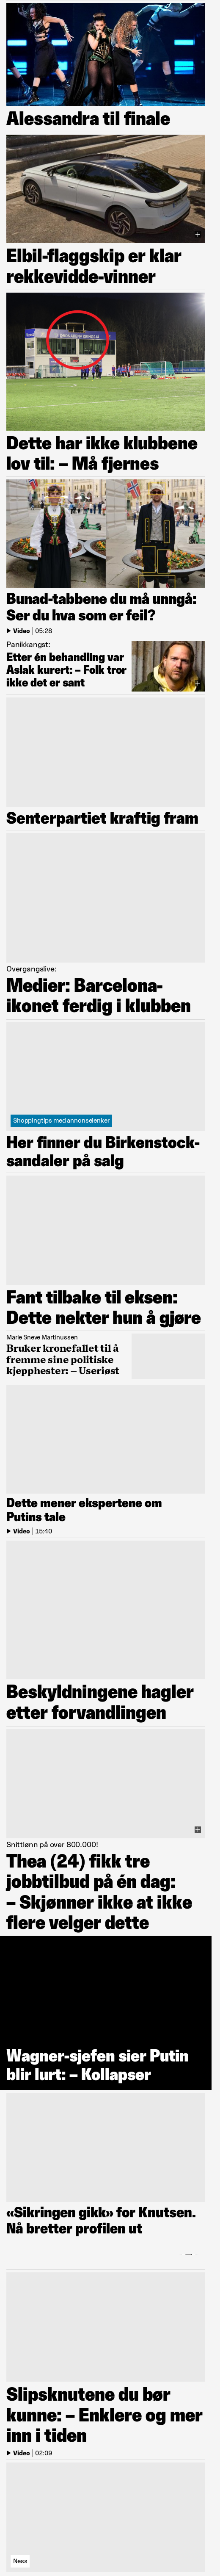 Alessandra til finale
Elbil-flaggskip er klar
rekkevidde-vinner
Dette har ikke klubbene
lov til: – Må fjernes
Bunad-tabbene du må unngå:
Ser du hva som er feil?
Video | 05:28
Panikkangst:
Etter én behandling var
Aslak kurert: – Folk tror
ikke det er sant
Senterpartiet kraftig fram
Overgangslive:
Medier: Barcelona-
ikonet ferdig i klubben
Shoppingtips med annonselenker
Her finner du Birkenstock-
sandaler på salg
Fant tilbake til eksen:
Dette nekter hun å gjøre
Marie Sneve Martinussen
Bruker kronefallet til å
fremme sine politiske
kjepphester: – Useriøst
Dette mener ekspertene om
Putins tale
Video | 15:40
Beskyldningene hagler
etter forvandlingen
Snittlønn på over 800.000!
Thea (24) fikk tre
jobbtilbud på én dag:
– Skjønner ikke at ikke
flere velger dette
Wagner-sjefen sier Putin
blir lurt: – Kollapser
«Sikringen gikk» for Knutsen.
Nå bretter profilen ut
Slipsknutene du bør
kunne: – Enklere og mer
inn i tiden
Video | 02:09
Ness